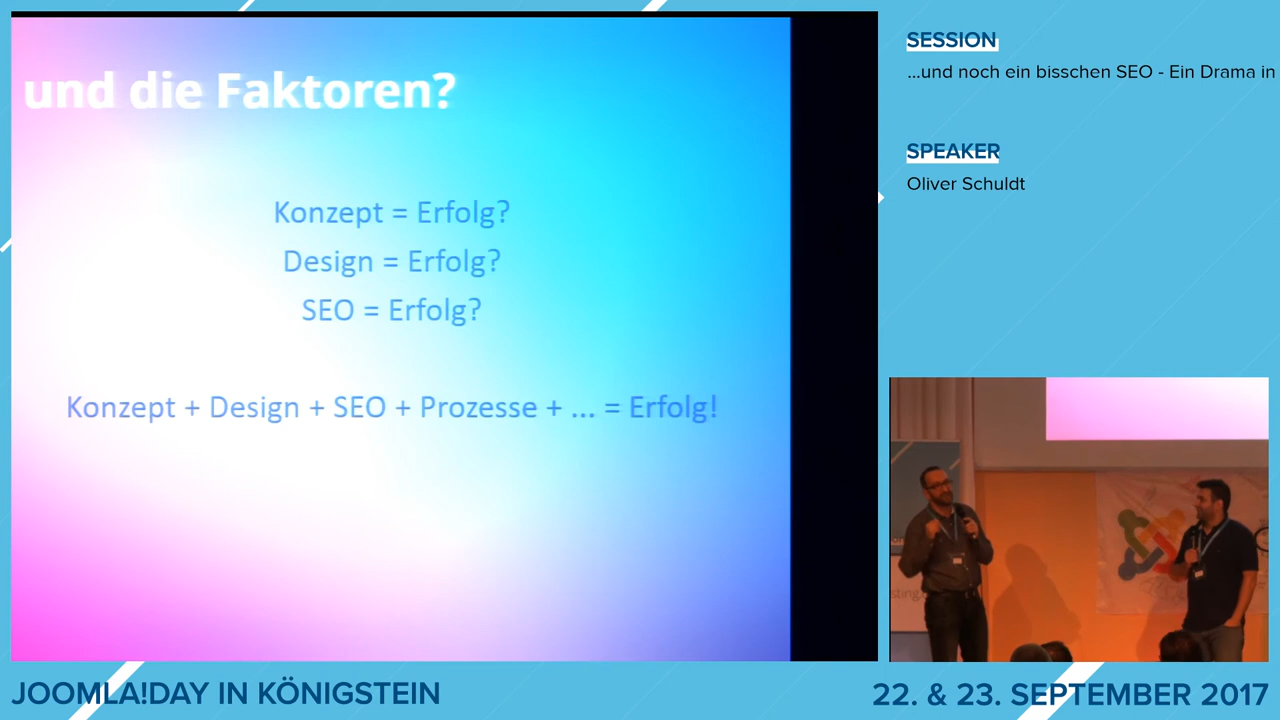 und die Faktoren?
Konzept = Erfolg?
Design = Erfolg?
SEO = Erfolg?
Konzept + Design + SEO + Prozesse + ... = Erfolg!
SESSION
...und noch ein bisschen SEO - Ein Drama in
SPEAKER
Oliver Schuldt
JOOMLA!DAY IN KÖNIGSTEIN
22. & 23. SEPTEMBER 2017